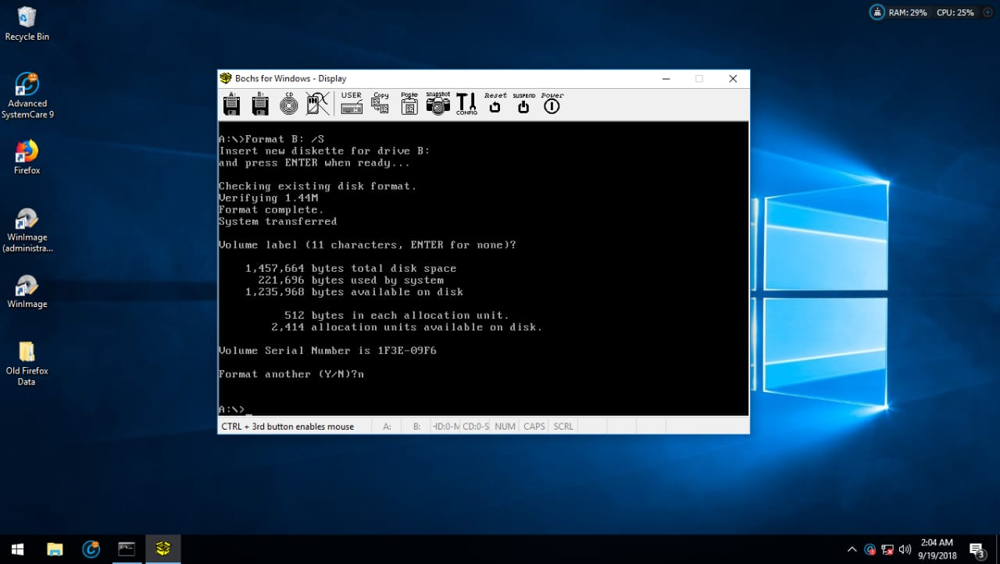 Recycle Bin
Advanced
SystemCare 9
Firefox
WinImage
(administra...
WinImage
Old Firefox
Data
RAM: 29% CPU: 25%
Bochs for Windows - Display
A: B: CD USER Copy Paste Snapshot CONFIG Reset SUSPEND Power
A:\>Format B: /S
Insert new diskette for drive B:
and press ENTER when ready...
Checking existing disk format.
Verifying 1.44M
Format complete.
System transferred
Volume label (11 characters, ENTER for none)?
1,457,664 bytes total disk space
221,696 bytes used by system
1,235,968 bytes available on disk
512 bytes in each allocation unit.
2,414 allocation units available on disk.
Volume Serial Number is 1F3E-09F6
Format another (Y/N)?n
A:\>_
CTRL + 3rd button enables mouse A: B: HD:0-M CD:0-S NUM CAPS SCRL
2:04 AM
9/19/2018
3